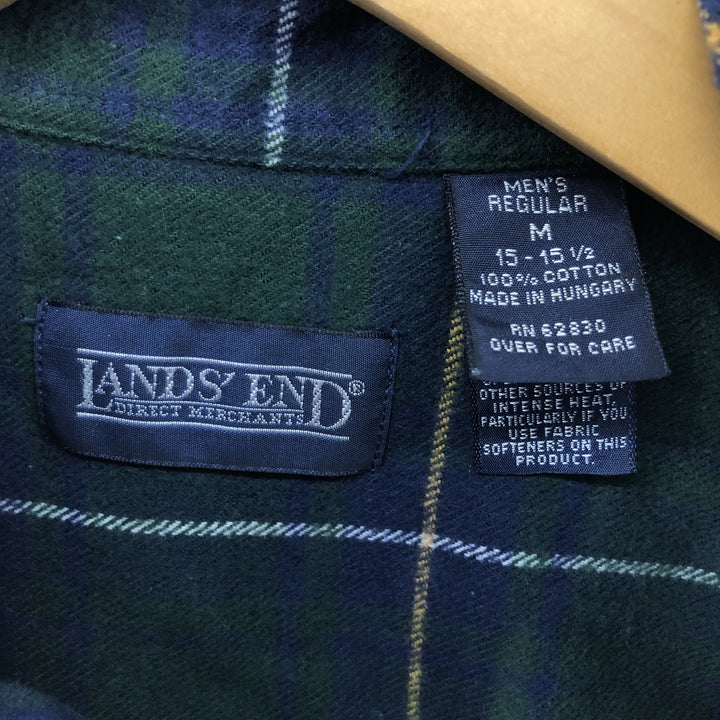 LANDS' END®
DIRECT MERCHANTS
MEN'S
REGULAR
M
15 - 15 1/2
100% COTTON
MADE IN HUNGARY
RN 62830
OVER FOR CARE
OTHER SOURCES OF
INTENSE HEAT,
PARTICULARLY IF YOU
USE FABRIC
SOFTENERS ON THIS
PRODUCT.